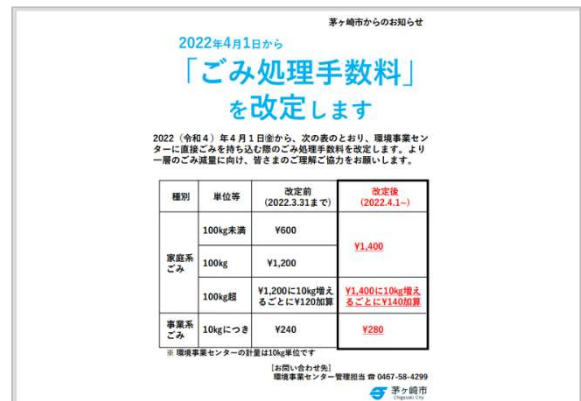 茅ヶ崎市からのお知らせ
2022年4月1日から
「ごみ処理手数料」
を改定します
2022（令和4）年4月1日㊎から、次の表のとおり、環境事業セン
ターに直接ごみを持ち込む際のごみ処理手数料を改定します。より
一層のごみ減量に向け、皆さまのご理解ご協力をお願いします。
種別 単位等 改定前 改定後
(2022.3.31まで) (2022.4.1~)
家庭系
ごみ
100kg未満 ¥600
¥1,400
100kg ¥1,200
100kg超 ¥1,200に10kg増え ¥1,400に10kg増え
るごとに¥120加算 るごとに¥140加算
事業系
ごみ
10kgにつき ¥240 ¥280
※ 環境事業センターの計量は10kg単位です
[お問い合わせ先]
環境事業センター管理担当 ☎ 0467-58-4299
茅ヶ崎市
Chigasaki City